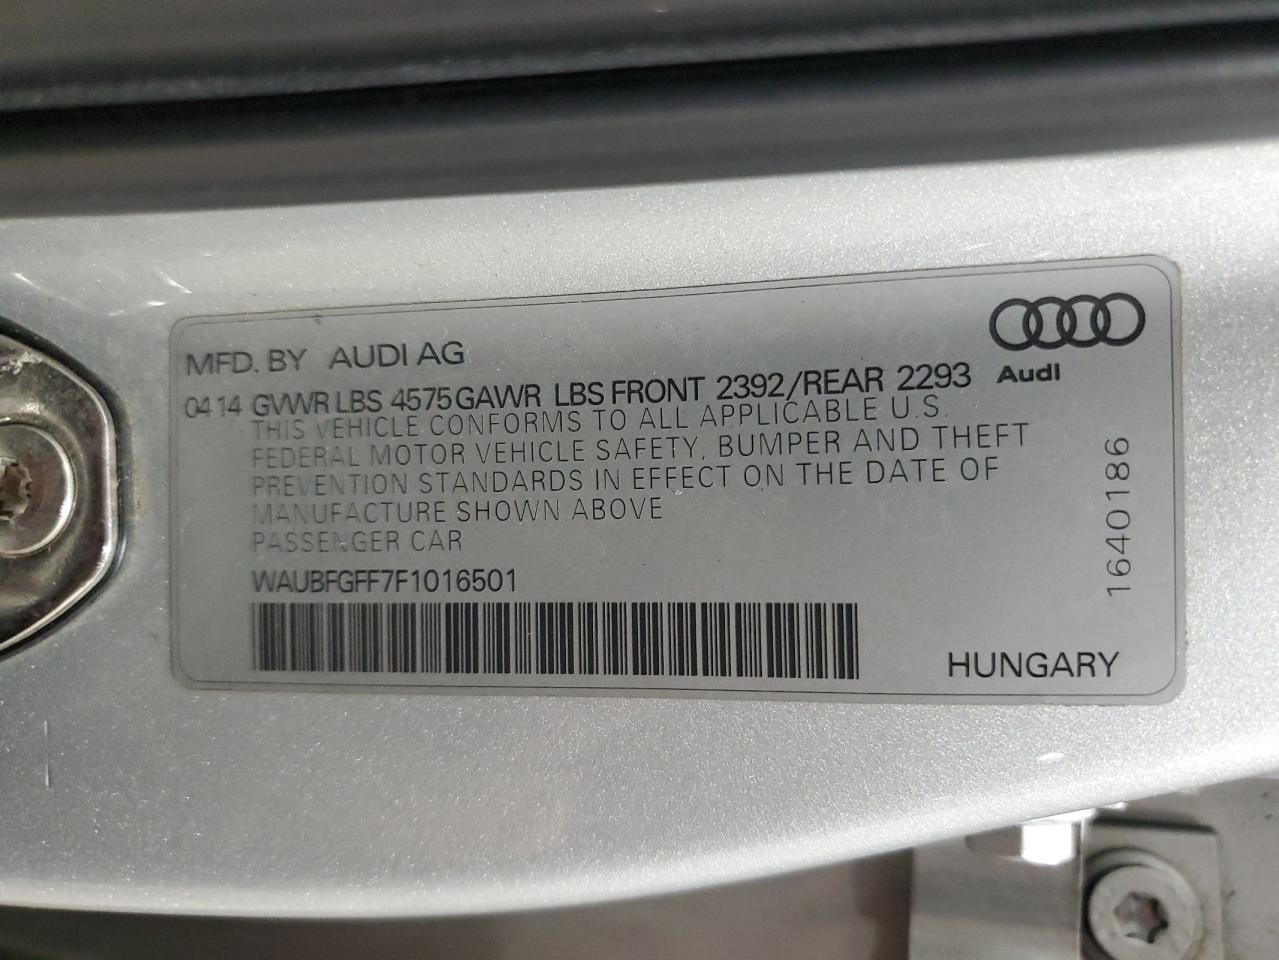 MFD. BY AUDI AG
04 14 GVWR LBS 4575 GAWR LBS FRONT 2392/REAR 2293
Audi
THIS VEHICLE CONFORMS TO ALL APPLICABLE U.S.
FEDERAL MOTOR VEHICLE SAFETY, BUMPER AND THEFT
PREVENTION STANDARDS IN EFFECT ON THE DATE OF
MANUFACTURE SHOWN ABOVE
PASSENGER CAR
WAUBFGFF7F1016501
1640186
HUNGARY